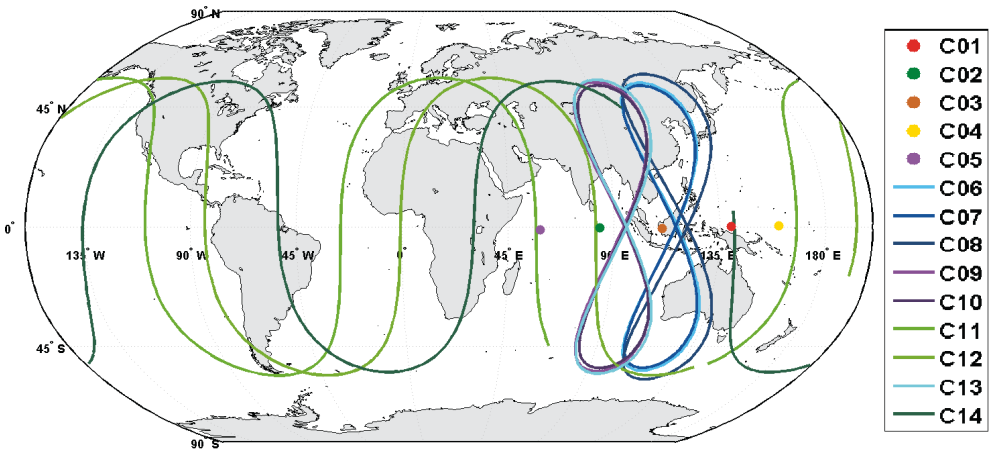 90° N
45° N
0°
135° W
90° W
45° W
0°
45° E
90° E
135° E
180° E
45° S
90° S
C01
C02
C03
C04
C05
C06
C07
C08
C09
C10
C11
C12
C13
C14